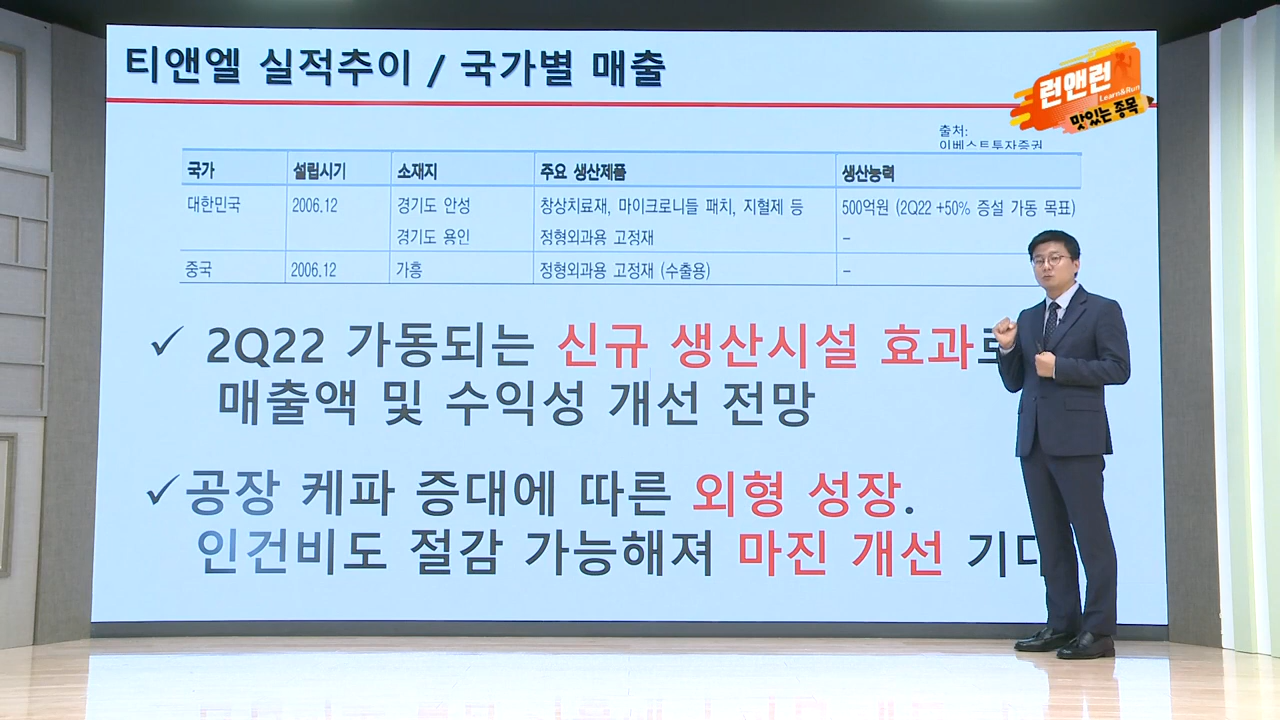 티앤엘 실적추이 / 국가별 매출
런앤런
Learn&Run
맛있는 종목
출처:
이베스트투자증권
국가 설립시기 소재지 주요 생산제품 생산능력
대한민국 2006.12 경기도 안성 창상치료재, 마이크로니들 패치, 지혈제 등 500억원 (2Q22 +50% 증설 가동 목표)
경기도 용인 정형외과용 고정재 –
중국 2006.12 가흥 정형외과용 고정재 (수출용) –
✓ 2Q22 가동되는 신규 생산시설 효과로
매출액 및 수익성 개선 전망
✓ 공장 케파 증대에 따른 외형 성장.
인건비도 절감 가능해져 마진 개선 기대